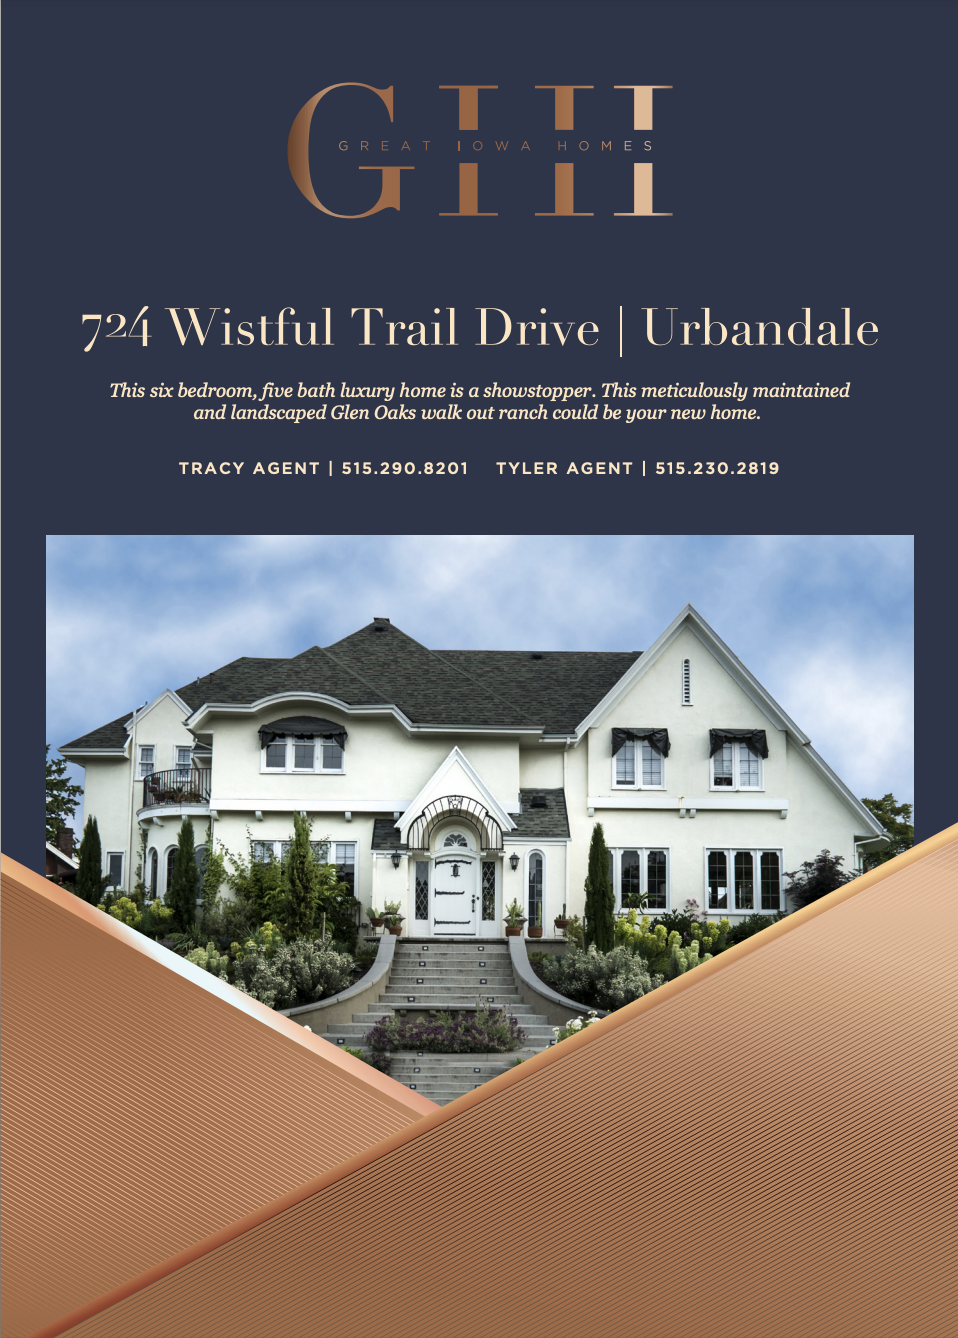 GIH
GREAT IOWA HOMES
724 Wistful Trail Drive | Urbandale
This six bedroom, five bath luxury home is a showstopper. This meticulously maintained
and landscaped Glen Oaks walk out ranch could be your new home.
TRACY AGENT | 515.290.8201 TYLER AGENT | 515.230.2819